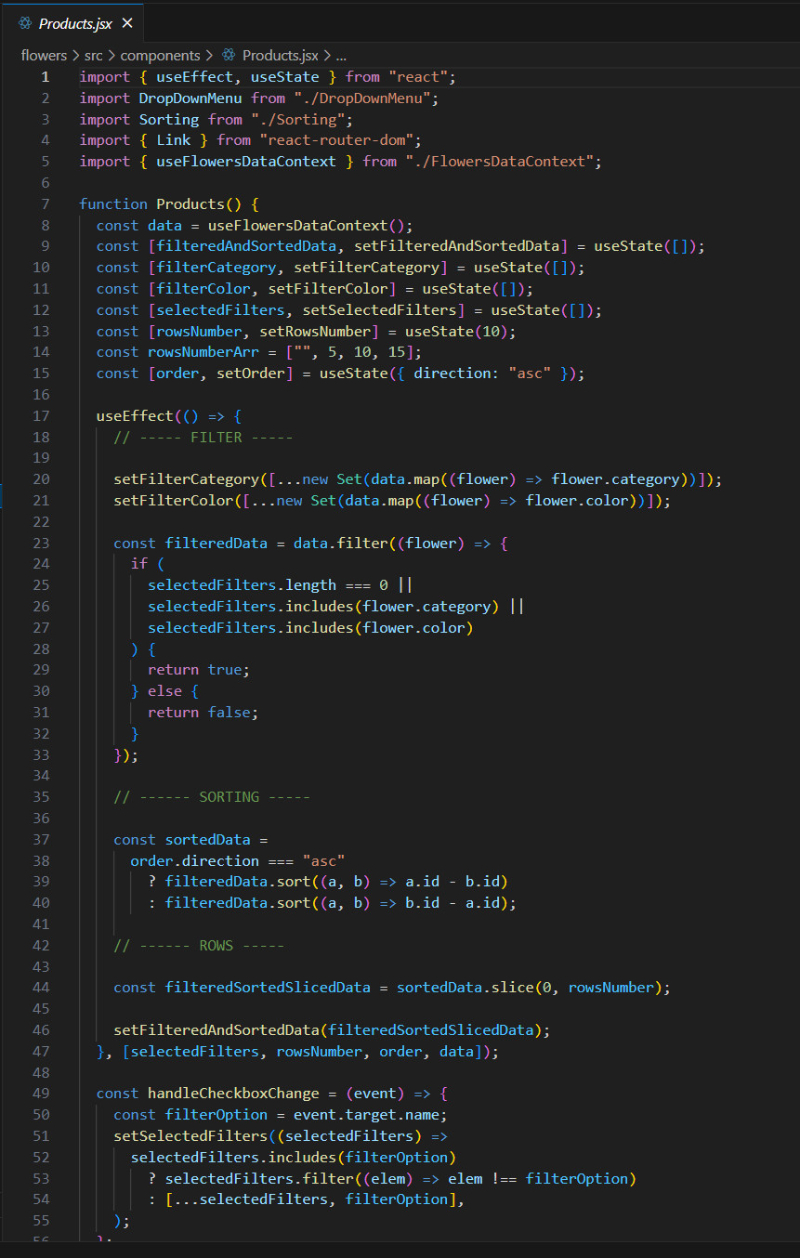 Products.jsx ×
flowers > src > components > Products.jsx > ...
1 import { useEffect, useState } from "react";
2 import DropDownMenu from "./DropDownMenu";
3 import Sorting from "./Sorting";
4 import { Link } from "react-router-dom";
5 import { useFlowersDataContext } from "./FlowersDataContext";
6
7 function Products() {
8   const data = useFlowersDataContext();
9   const [filteredAndSortedData, setFilteredAndSortedData] = useState([]);
10   const [filterCategory, setFilterCategory] = useState([]);
11   const [filterColor, setFilterColor] = useState([]);
12   const [selectedFilters, setSelectedFilters] = useState([]);
13   const [rowsNumber, setRowsNumber] = useState(10);
14   const rowsNumberArr = ["", 5, 10, 15];
15   const [order, setOrder] = useState({ direction: "asc" });
16
17   useEffect(() => {
18     // ----- FILTER -----
19
20     setFilterCategory([...new Set(data.map((flower) => flower.category))]);
21     setFilterColor([...new Set(data.map((flower) => flower.color))]);
22
23     const filteredData = data.filter((flower) => {
24       if (
25         selectedFilters.length === 0 ||
26         selectedFilters.includes(flower.category) ||
27         selectedFilters.includes(flower.color)
28       ) {
29         return true;
30       } else {
31         return false;
32       }
33     });
34
35     // ------ SORTING -----
36
37     const sortedData =
38       order.direction === "asc"
39         ? filteredData.sort((a, b) => a.id - b.id)
40         : filteredData.sort((a, b) => b.id - a.id);
41
42     // ------ ROWS -----
43
44     const filteredSortedSlicedData = sortedData.slice(0, rowsNumber);
45
46     setFilteredAndSortedData(filteredSortedSlicedData);
47   }, [selectedFilters, rowsNumber, order, data]);
48
49   const handleCheckboxChange = (event) => {
50     const filterOption = event.target.name;
51     setSelectedFilters((selectedFilters) =>
52       selectedFilters.includes(filterOption)
53         ? selectedFilters.filter((elem) => elem !== filterOption)
54         : [...selectedFilters, filterOption],
55     );
56   };